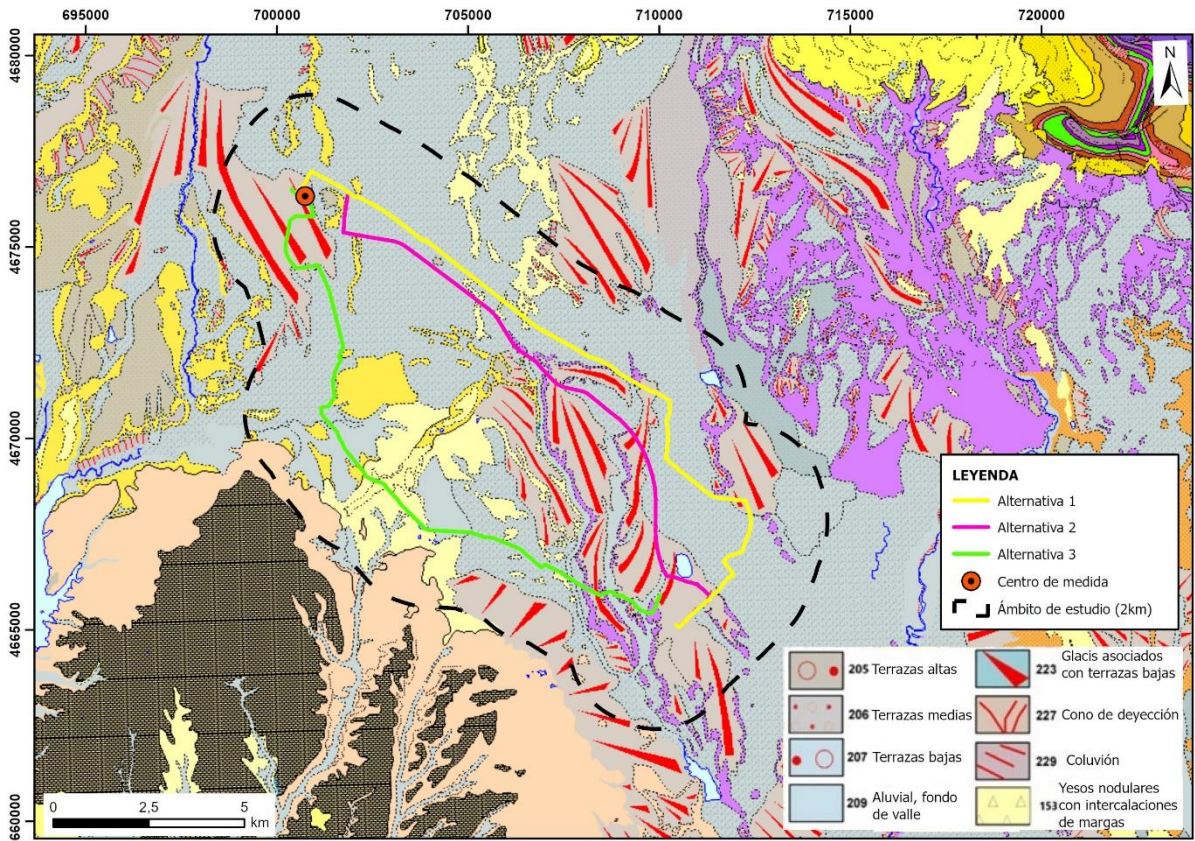 695000 700000 705000 710000 715000 720000
4680000
4675000
4670000
4665000
4660000
N
LEYENDA
Alternativa 1
Alternativa 2
Alternativa 3
Centro de medida
Ámbito de estudio (2km)
205 Terrazas altas
206 Terrazas medias
207 Terrazas bajas
209 Aluvial, fondo
de valle
223 Glacis asociados
con terrazas bajas
227 Cono de deyección
229 Coluvión
153 Yesos nodulares
con intercalaciones
de margas
0 2.5 5
km